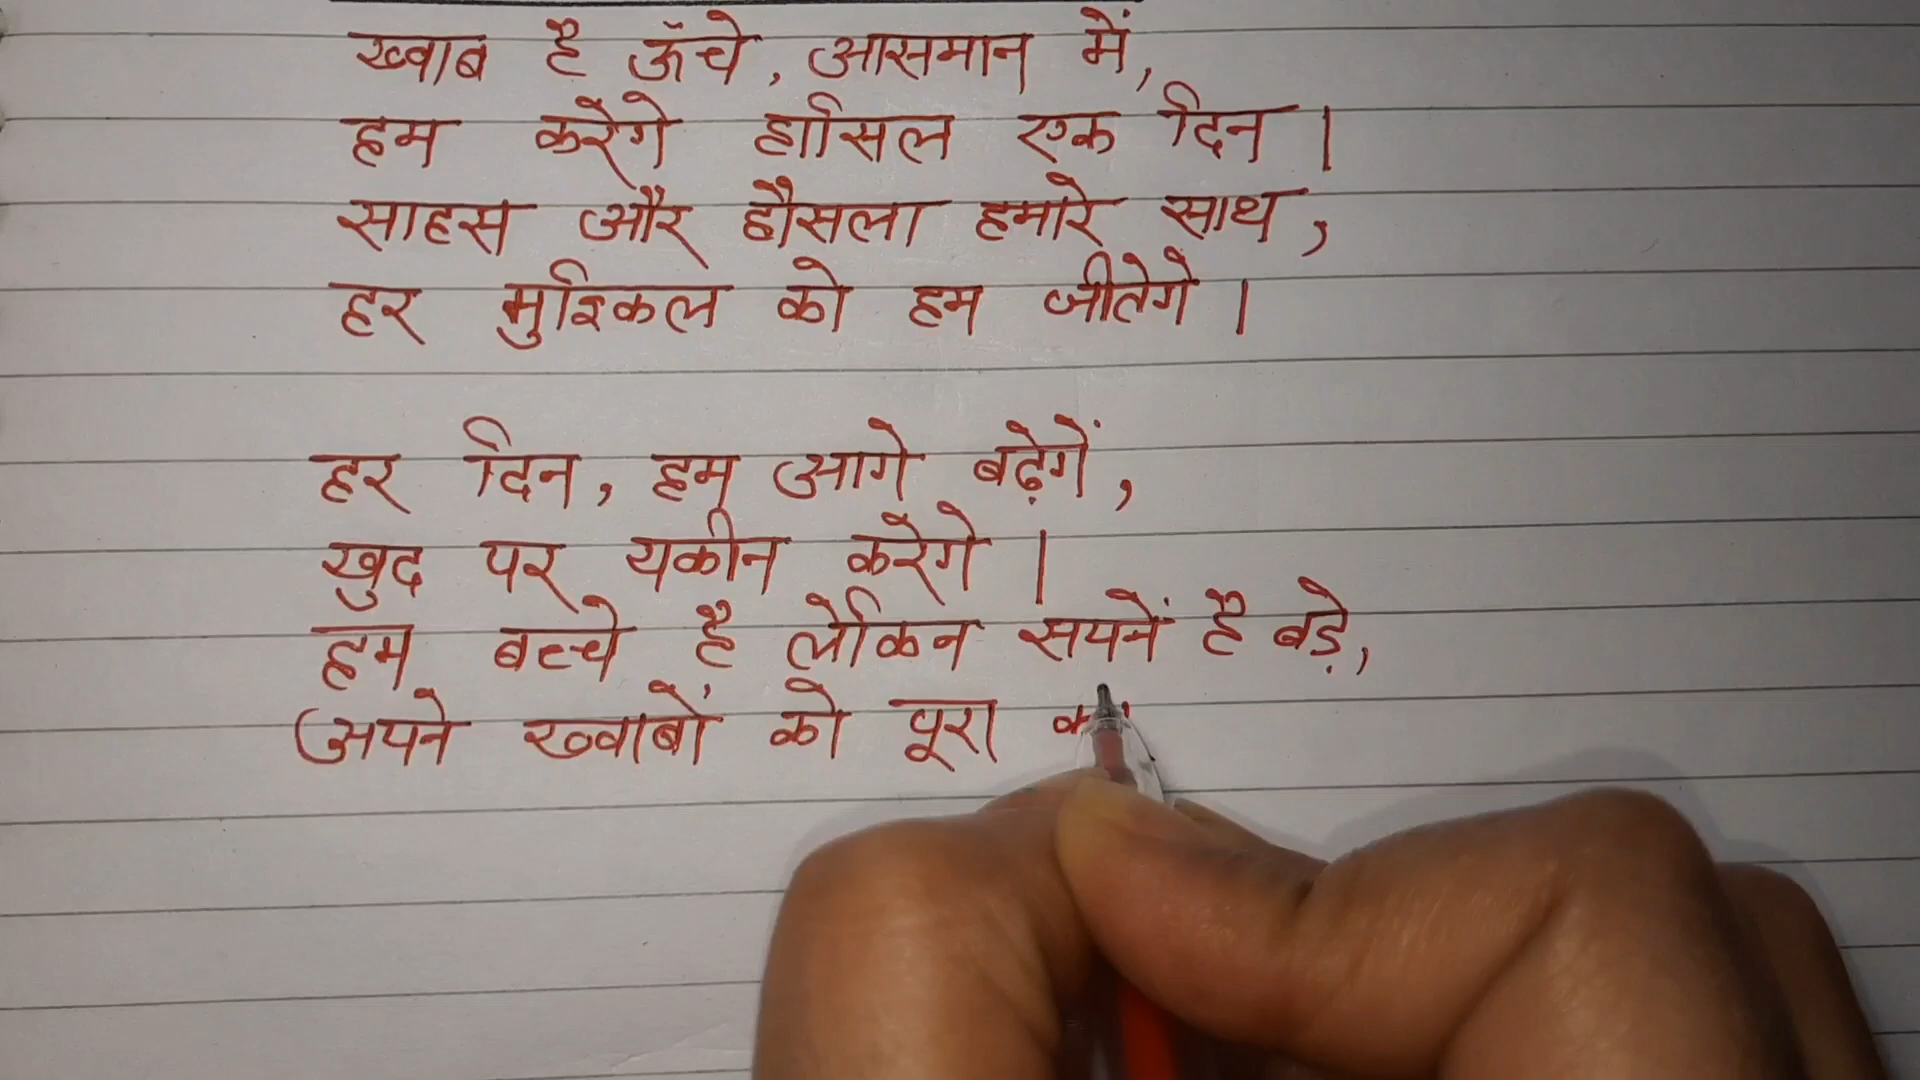 ख्वाब है ऊँचे, आसमान में,
हम करेगे हासिल एक दिन।
साहस और हौसला हमारे साथ,
हर मुश्किल को हम जीतेगे।
हर दिन, हम आगे बढ़ेगें,
खुद पर यकीन करेगे।
हम बच्चे है लेकिन सपनें है बड़े,
अपने ख्वाबों को पूरा